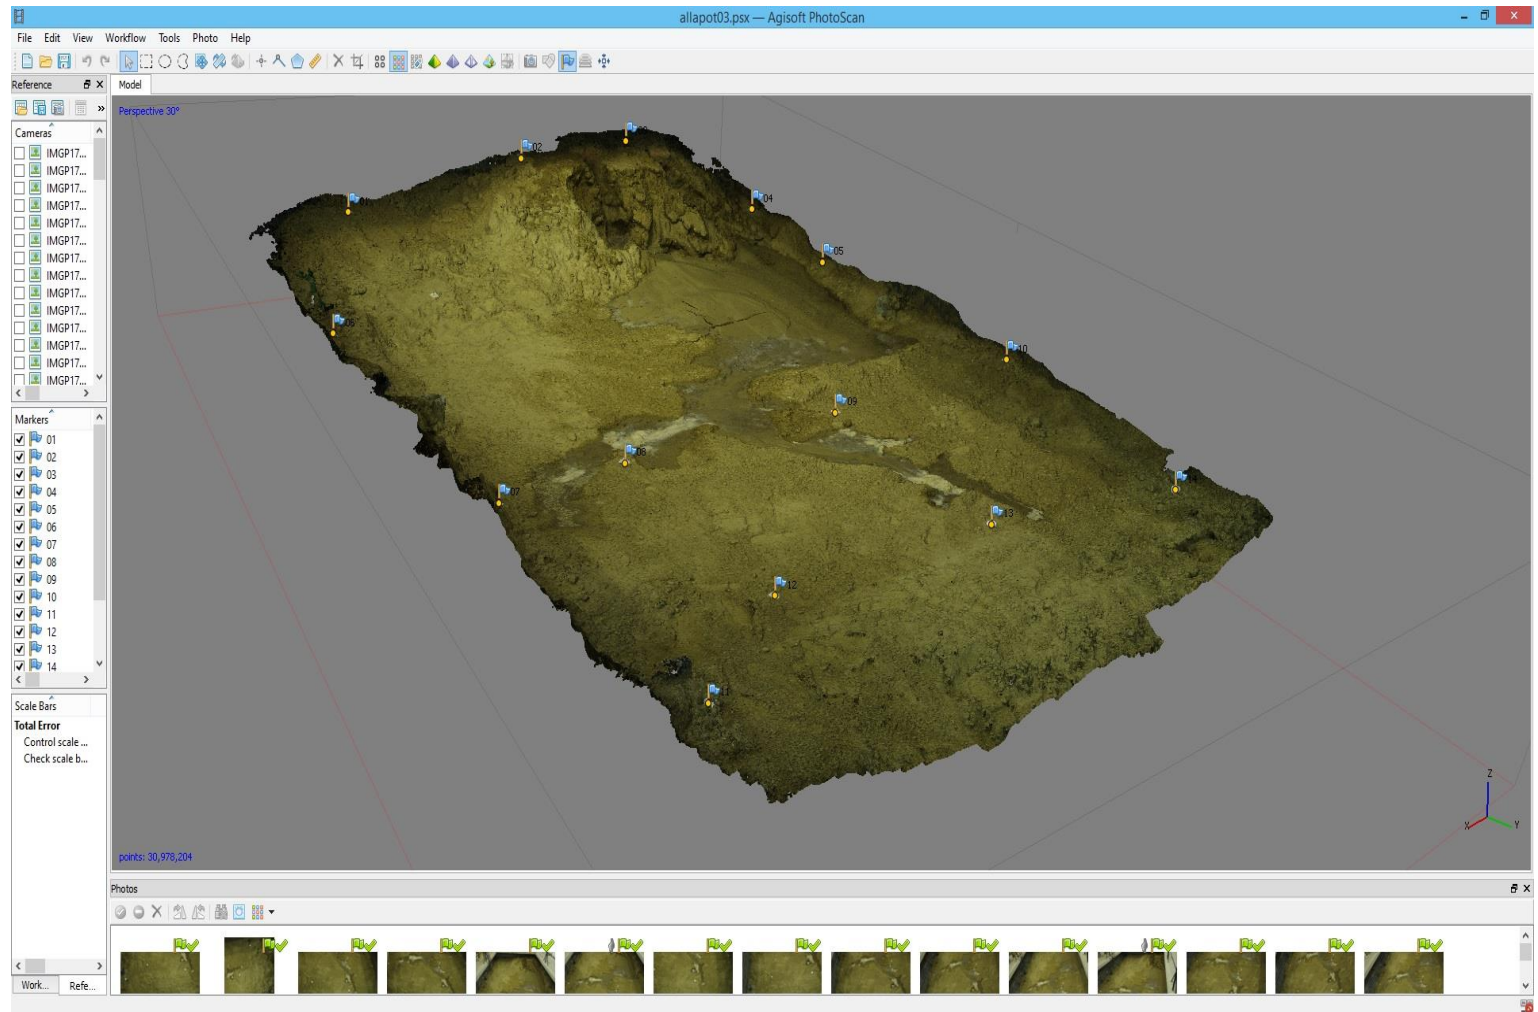 allapot03.psx — Agisoft PhotoScan
File Edit View Workflow Tools Photo Help
Reference
Model
»
Perspective 30°
Cameras
IMGP17...
IMGP17...
IMGP17...
IMGP17...
IMGP17...
IMGP17...
IMGP17...
IMGP17...
IMGP17...
IMGP17...
IMGP17...
IMGP17...
IMGP17...
IMGP17...
Markers
01
02
03
04
05
06
07
08
09
10
11
12
13
14
Scale Bars
Total Error
Control scale ...
Check scale b...
Work... Refe...
02
04
05
06
10
09
08
07
13
12
Z
X
Y
points: 30,978,204
Photos